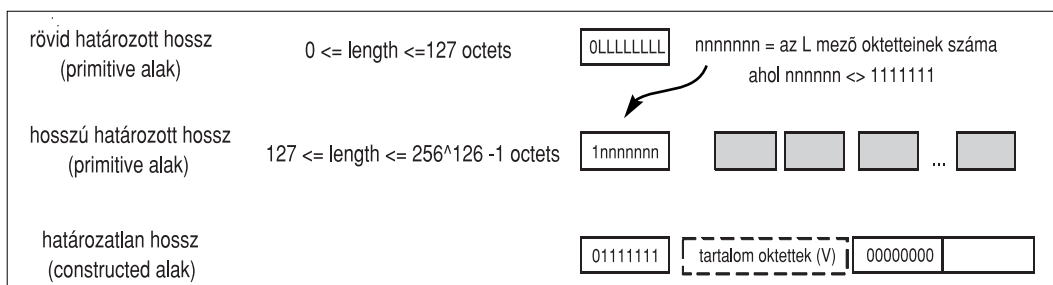 rövid határozott hossz
(primitive alak)
0 <= length <=127 octets
0LLLLLLLL
nnnnnnn = az L mező oktetteinek száma
ahol nnnnnn <> 1111111
hosszú határozott hossz
(primitive alak)
127 <= length <= 256^126 -1 octets
1nnnnnnn
...
határozatlan hossz
(constructed alak)
01111111
tartalom oktettek (V)
00000000